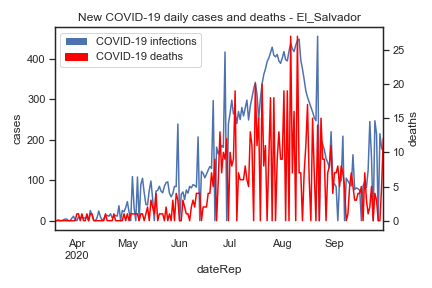 New COVID-19 daily cases and deaths - El_Salvador
COVID-19 infections
COVID-19 deaths
400
300
200
100
0
cases
25
20
15
10
5
0
deaths
Apr
2020
May
Jun
Jul
Aug
Sep
dateRep